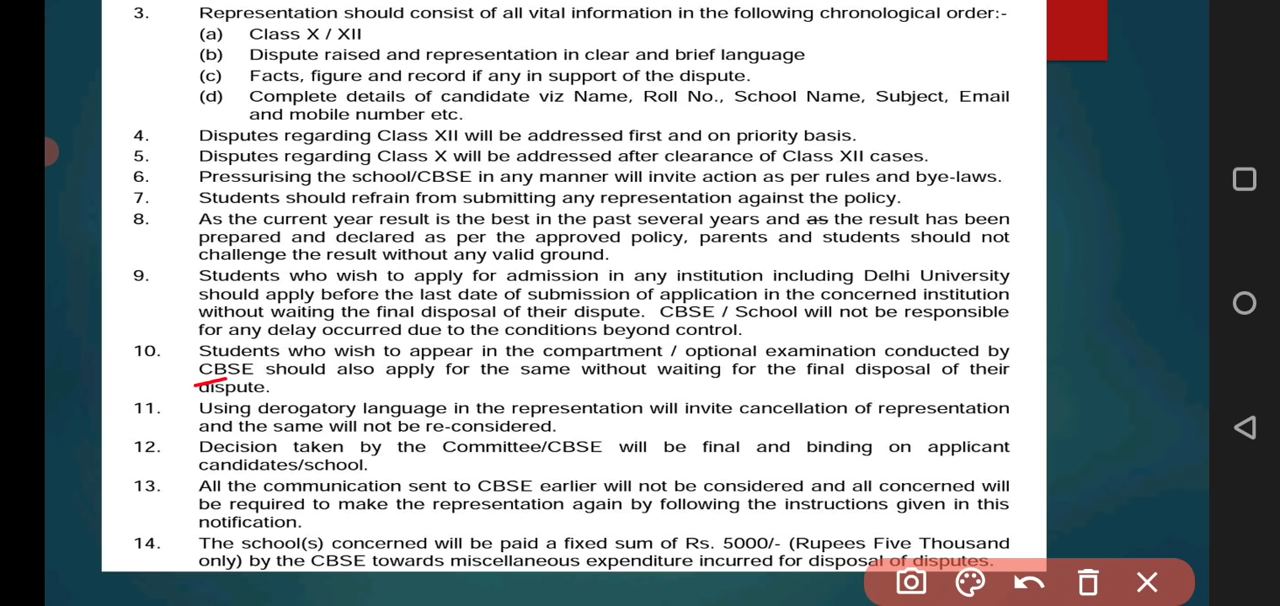 3. Representation should consist of all vital information in the following chronological order:-
(a) Class X / XII
(b) Dispute raised and representation in clear and brief language
(c) Facts, figure and record if any in support of the dispute.
(d) Complete details of candidate viz Name, Roll No., School Name, Subject, Email
and mobile number etc.
4. Disputes regarding Class XII will be addressed first and on priority basis.
5. Disputes regarding Class X will be addressed after clearance of Class XII cases.
6. Pressurising the school/CBSE in any manner will invite action as per rules and bye-laws.
7. Students should refrain from submitting any representation against the policy.
8. As the current year result is the best in the past several years and as the result has been
prepared and declared as per the approved policy, parents and students should not
challenge the result without any valid ground.
9. Students who wish to apply for admission in any institution including Delhi University
should apply before the last date of submission of application in the concerned institution
without waiting the final disposal of their dispute. CBSE / School will not be responsible
for any delay occurred due to the conditions beyond control.
10. Students who wish to appear in the compartment / optional examination conducted by
CBSE should also apply for the same without waiting for the final disposal of their
dispute.
11. Using derogatory language in the representation will invite cancellation of representation
and the same will not be re-considered.
12. Decision taken by the Committee/CBSE will be final and binding on applicant
candidates/school.
13. All the communication sent to CBSE earlier will not be considered and all concerned will
be required to make the representation again by following the instructions given in this
notification.
14. The school(s) concerned will be paid a fixed sum of Rs. 5000/- (Rupees Five Thousand
only) by the CBSE towards miscellaneous expenditure incurred for disposal of disputes.